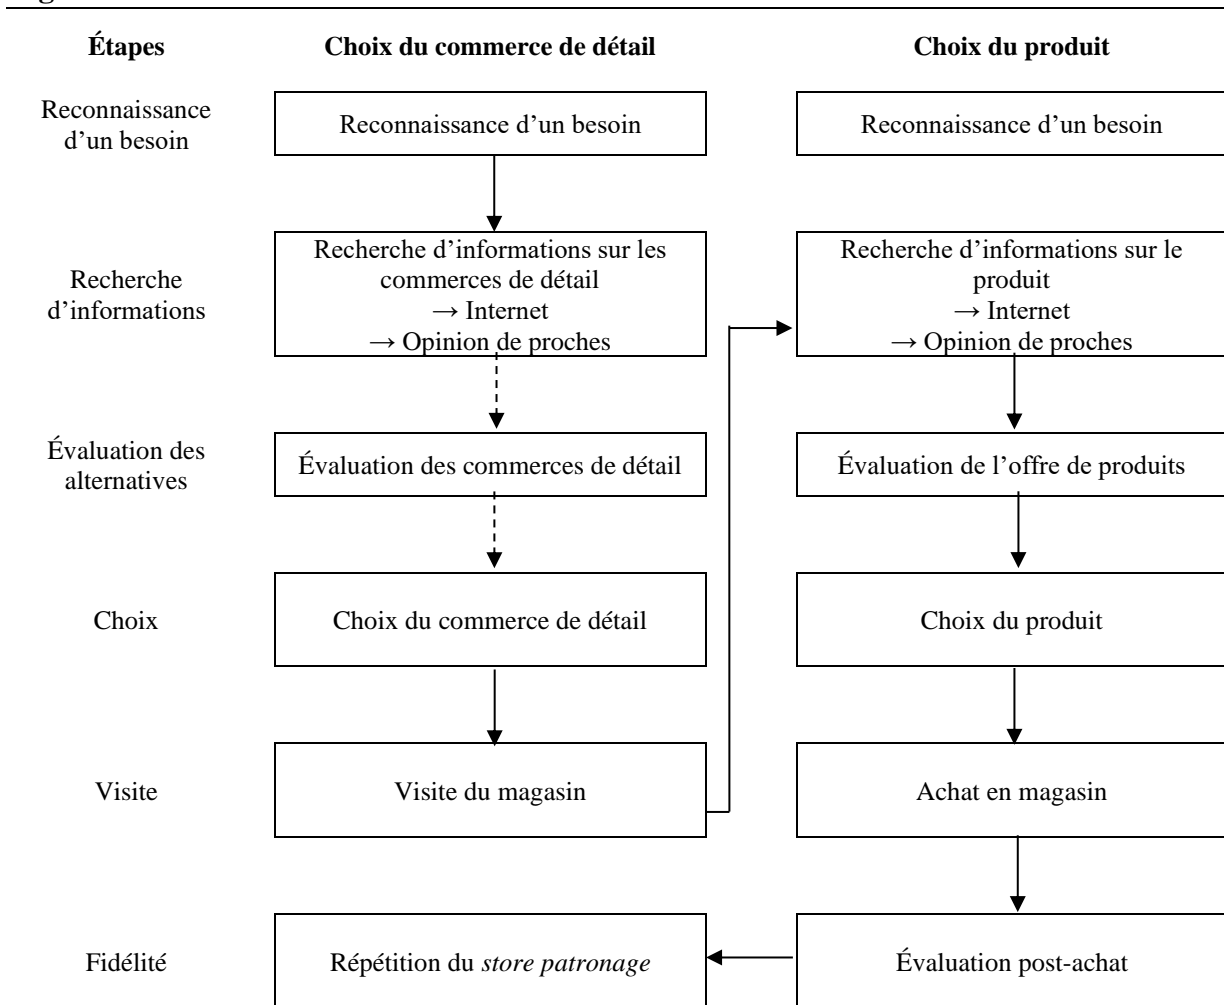 Étapes
Choix du commerce de détail
Choix du produit
Reconnaissance
d’un besoin
Reconnaissance d’un besoin
Reconnaissance d’un besoin
Recherche
d’informations
Recherche d’informations sur les
commerces de détail
→ Internet
→ Opinion de proches
Recherche d’informations sur le
produit
→ Internet
→ Opinion de proches
Évaluation des
alternatives
Évaluation des commerces de détail
Évaluation de l’offre de produits
Choix
Choix du commerce de détail
Choix du produit
Visite
Visite du magasin
Achat en magasin
Fidélité
Répétition du store patronage
Évaluation post-achat